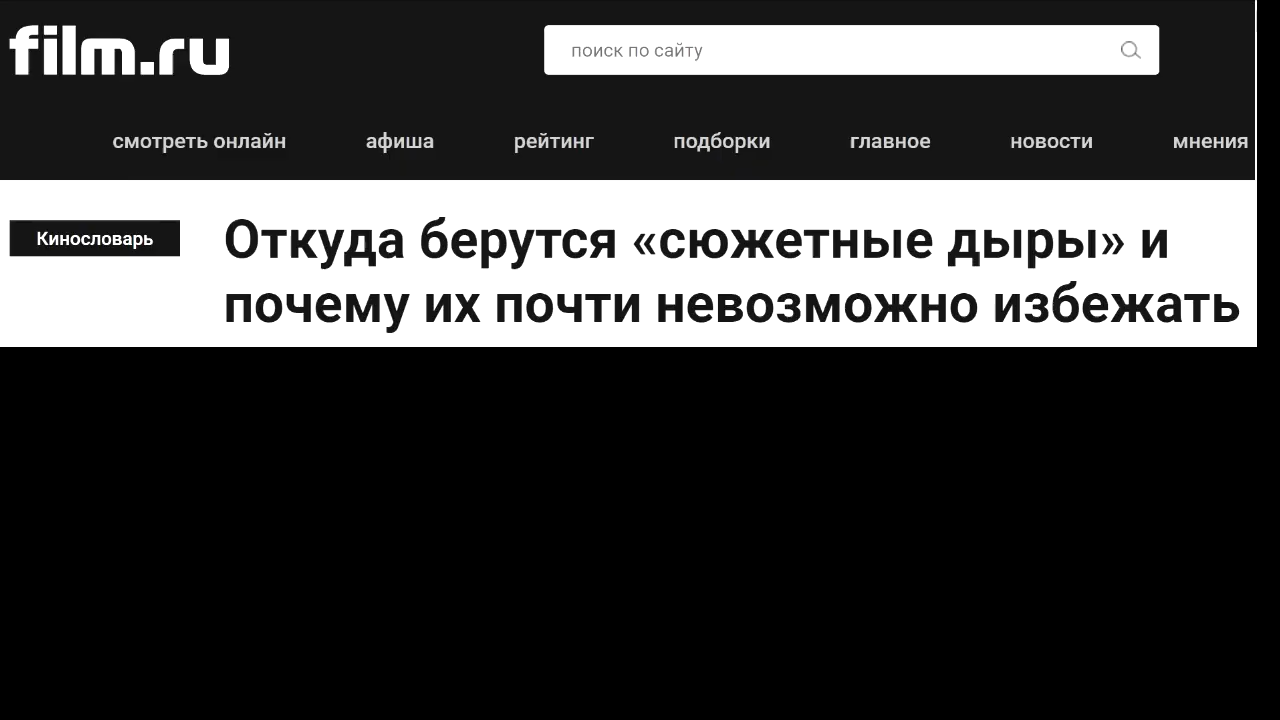 film.ru
поиск по сайту
смотреть онлайн афиша рейтинг подборки главное новости мнения
Кинословарь
Откуда берутся «сюжетные дыры» и
почему их почти невозможно избежать